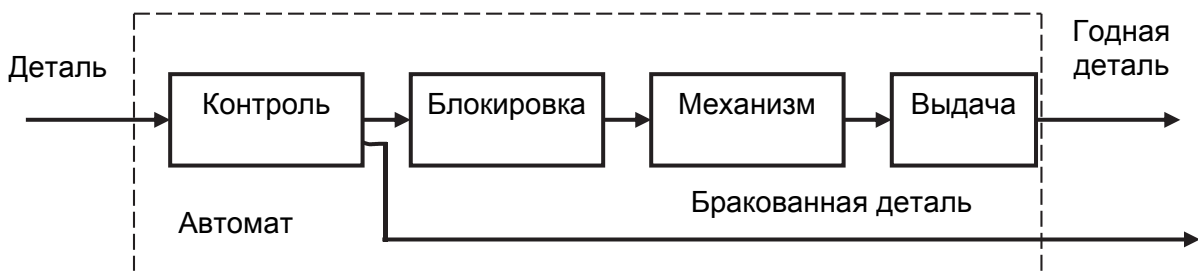 Деталь
Контроль
Блокировка
Механизм
Выдача
Годная
деталь
Автомат
Бракованная деталь